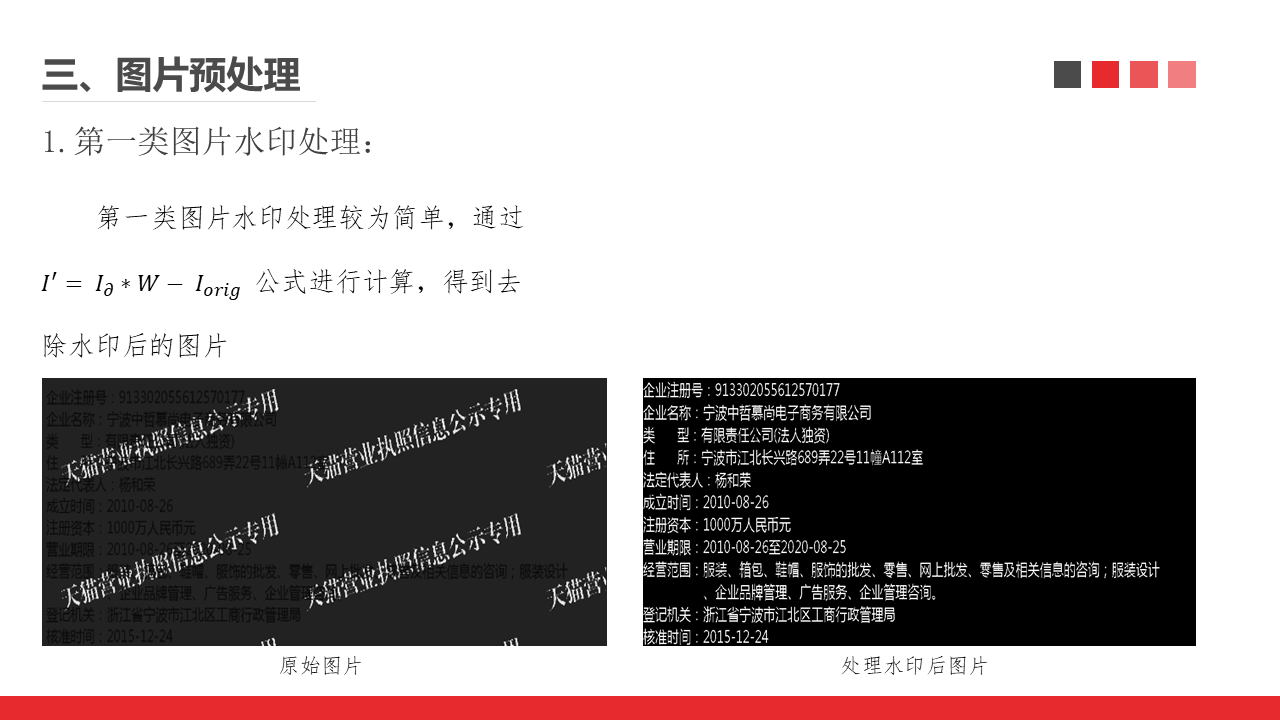 三、图片预处理
1. 第一类图片水印处理：
第一类图片水印处理较为简单，通过
I′ = I∂ ∗ W − Iorig 公式进行计算，得到去
除水印后的图片
企业注册号：913302055612570177
企业名称：宁波中哲慕尚电子商务有限公司
类 型：有限责任公司(法人独资)
住 所：宁波市江北长兴路689弄22号11幢A112室
法定代表人：杨和荣
成立时间：2010-08-26
注册资本：1000万人民币元
营业期限：2010-08-26至2020-08-25
经营范围：服装、鞋帽、服饰的批发、零售、网上批发、零售及相关信息的咨询；服装设计
、企业品牌管理、广告服务、企业管理
登记机关：浙江省宁波市江北区工商行政管理局
核准时间：2015-12-24
天猫营业执照信息公示专用
天猫营业执照信息公示专用
天猫营业
天猫营业执照信息公示专用
天猫营业执照信息公示专用
天猫营业
原始图片
企业注册号：913302055612570177
企业名称：宁波中哲慕尚电子商务有限公司
类 型：有限责任公司(法人独资)
住 所：宁波市江北长兴路689弄22号11幢A112室
法定代表人：杨和荣
成立时间：2010-08-26
注册资本：1000万人民币元
营业期限：2010-08-26至2020-08-25
经营范围：服装、箱包、鞋帽、服饰的批发、零售、网上批发、零售及相关信息的咨询；服装设计
、企业品牌管理、广告服务、企业管理咨询。
登记机关：浙江省宁波市江北区工商行政管理局
核准时间：2015-12-24
处理水印后图片